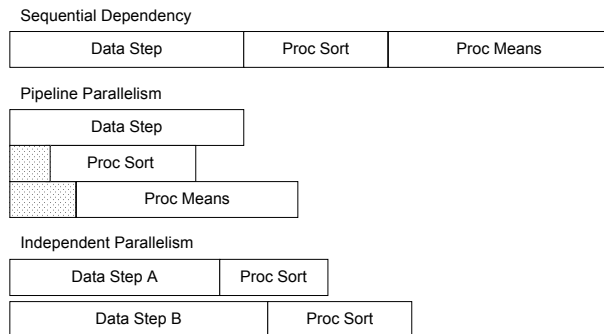 Sequential Dependency
Data Step Proc Sort Proc Means
Pipeline Parallelism
Data Step
Proc Sort
Proc Means
Independent Parallelism
Data Step A Proc Sort
Data Step B Proc Sort